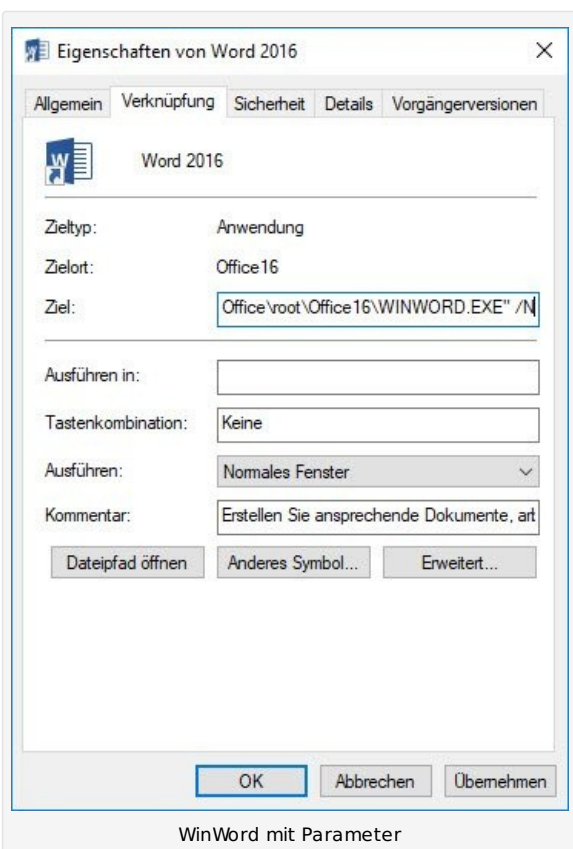 Eigenschaften von Word 2016
Allgemein Verknüpfung Sicherheit Details Vorgängerversionen
Word 2016
Zieltyp: Anwendung
Zielort: Office16
Ziel: Office\root\Office16\WINWORD.EXE" /N
Ausführen in:
Tastenkombination: Keine
Ausführen: Normales Fenster
Kommentar: Erstellen Sie ansprechende Dokumente, art
Dateipfad öffnen Anderes Symbol... Erweitert...
OK Abbrechen Übernehmen
WinWord mit Parameter